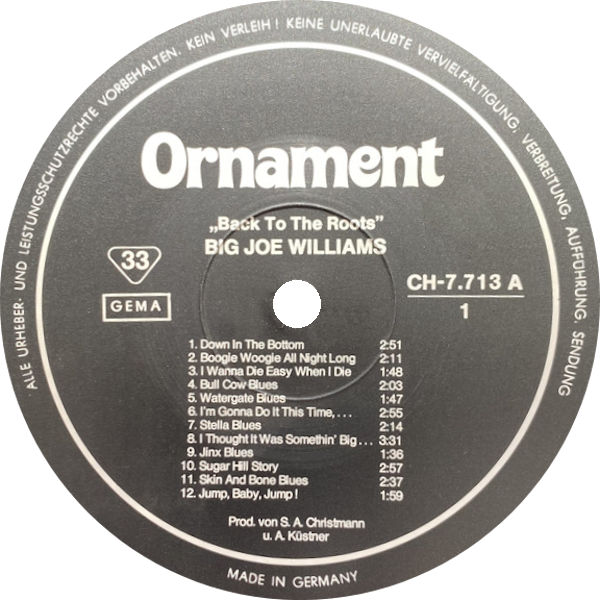 ALLE URHEBER- UND LEISTUNGSSCHUTZRECHTE VORBEHALTEN. KEIN VERLEIH! KEINE UNERLAUBTE VERVIELFÄLTIGUNG, VERBREITUNG, AUFFÜHRUNG, SENDUNG
Ornament
„Back To The Roots”
BIG JOE WILLIAMS
33
GEMA
CH-7.713 A
1
1. Down In The Bottom 2:51
2. Boogie Woogie All Night Long 2:11
3. I Wanna Die Easy When I Die 1:48
4. Bull Cow Blues 2:03
5. Watergate Blues 1:47
6. I'm Gonna Do It This Time, . . . 2:55
7. Stella Blues 2:14
8. I Thought It Was Somethin' Big . . . 3:31
9. Jinx Blues 1:36
10. Sugar Hill Story 2:57
11. Skin And Bone Blues 2:37
12. Jump, Baby, Jump! 1:59
Prod. von S. A. Christmann
u. A. Küstner
MADE IN GERMANY